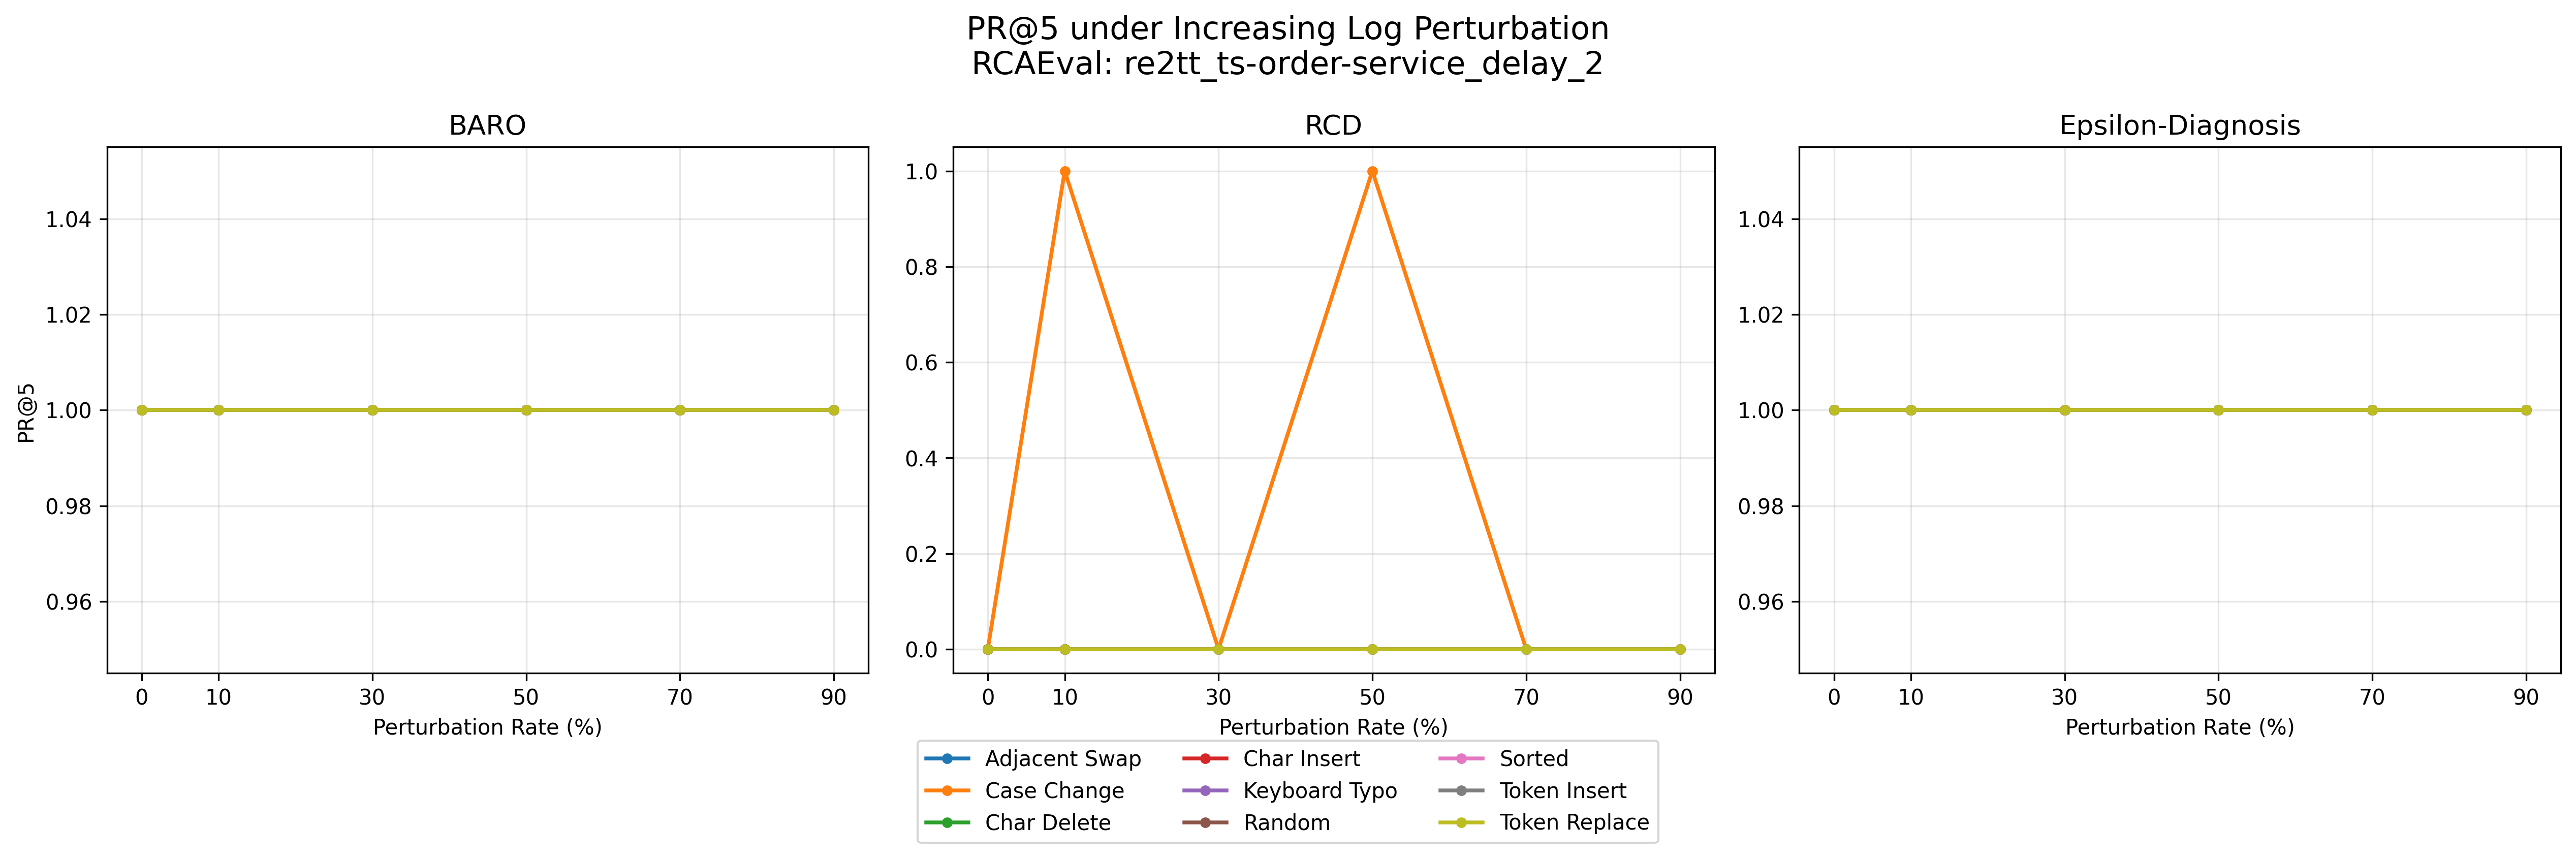 PR@5 under Increasing Log Perturbation
RCAEval: re2tt_ts-order-service_delay_2
BARO
PR@5
1.04
1.02
1.00
0.98
0.96
0 10 30 50 70 90
Perturbation Rate (%)
RCD
1.0
0.8
0.6
0.4
0.2
0.0
0 10 30 50 70 90
Perturbation Rate (%)
Epsilon-Diagnosis
1.04
1.02
1.00
0.98
0.96
0 10 30 50 70 90
Perturbation Rate (%)
Adjacent Swap
Case Change
Char Delete
Char Insert
Keyboard Typo
Random
Sorted
Token Insert
Token Replace